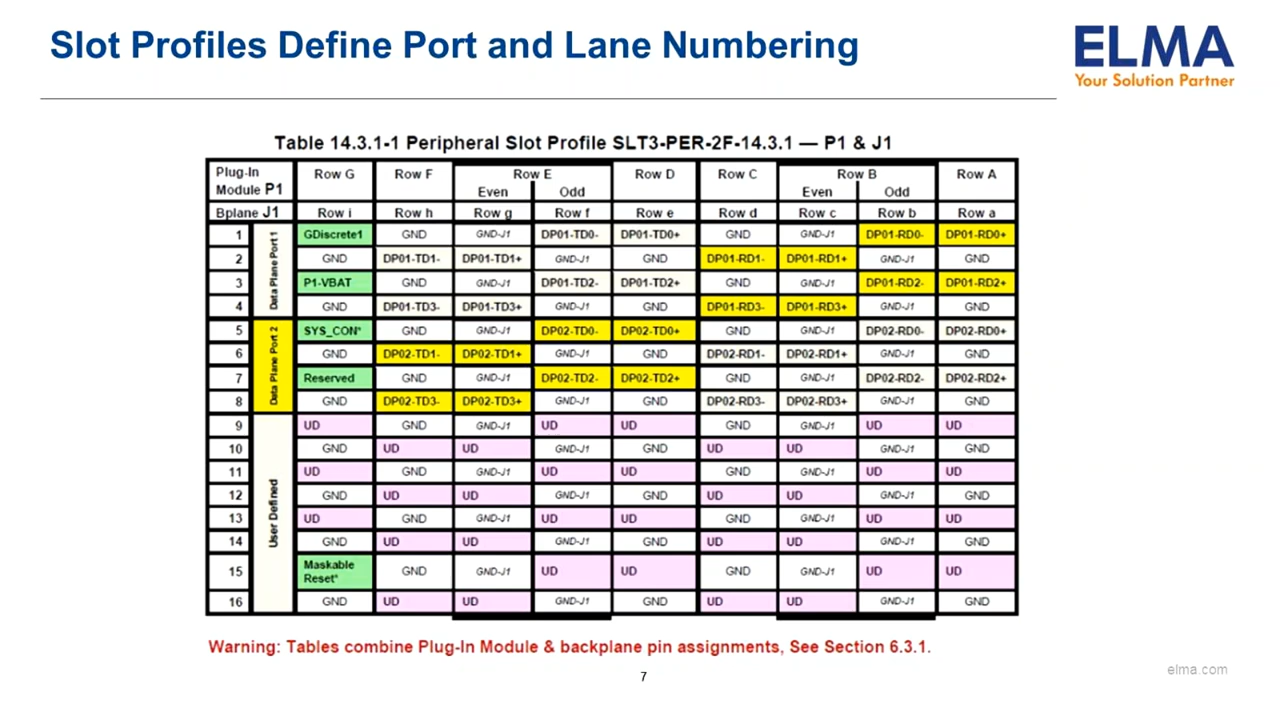 Slot Profiles Define Port and Lane Numbering
ELMA
Your Solution Partner
Table 14.3.1-1 Peripheral Slot Profile SLT3-PER-2F-14.3.1 — P1 & J1
Plug-In Module P1 Row G Row F Row E Row D Row C Row B Row A
Even Odd Even Odd
Bplane J1 Row i Row h Row g Row f Row e Row d Row c Row b Row a
Data Plane Port 1
1 GDiscrete1 GND GND-J1 DP01-TD0- DP01-TD0+ GND GND-J1 DP01-RD0- DP01-RD0+
2 GND DP01-TD1- DP01-TD1+ GND-J1 GND DP01-RD1- DP01-RD1+ GND-J1 GND
3 P1-VBAT GND GND-J1 DP01-TD2- DP01-TD2+ GND GND-J1 DP01-RD2- DP01-RD2+
4 GND DP01-TD3- DP01-TD3+ GND-J1 GND DP01-RD3- DP01-RD3+ GND-J1 GND
Data Plane Port 2
5 SYS_CON* GND GND-J1 DP02-TD0- DP02-TD0+ GND GND-J1 DP02-RD0- DP02-RD0+
6 GND DP02-TD1- DP02-TD1+ GND-J1 GND DP02-RD1- DP02-RD1+ GND-J1 GND
7 Reserved GND GND-J1 DP02-TD2- DP02-TD2+ GND GND-J1 DP02-RD2- DP02-RD2+
8 GND DP02-TD3- DP02-TD3+ GND-J1 GND DP02-RD3- DP02-RD3+ GND-J1 GND
User Defined
9 UD GND GND-J1 UD UD GND GND-J1 UD UD
10 GND UD UD GND-J1 GND UD UD GND-J1 GND
11 UD GND GND-J1 UD UD GND GND-J1 UD UD
12 GND UD UD GND-J1 GND UD UD GND-J1 GND
13 UD GND GND-J1 UD UD GND GND-J1 UD UD
14 GND UD UD GND-J1 GND UD UD GND-J1 GND
15 Maskable Reset* GND GND-J1 UD UD GND GND-J1 UD UD
16 GND UD UD GND-J1 GND UD UD GND-J1 GND
Warning: Tables combine Plug-In Module & backplane pin assignments, See Section 6.3.1.
7
elma.com